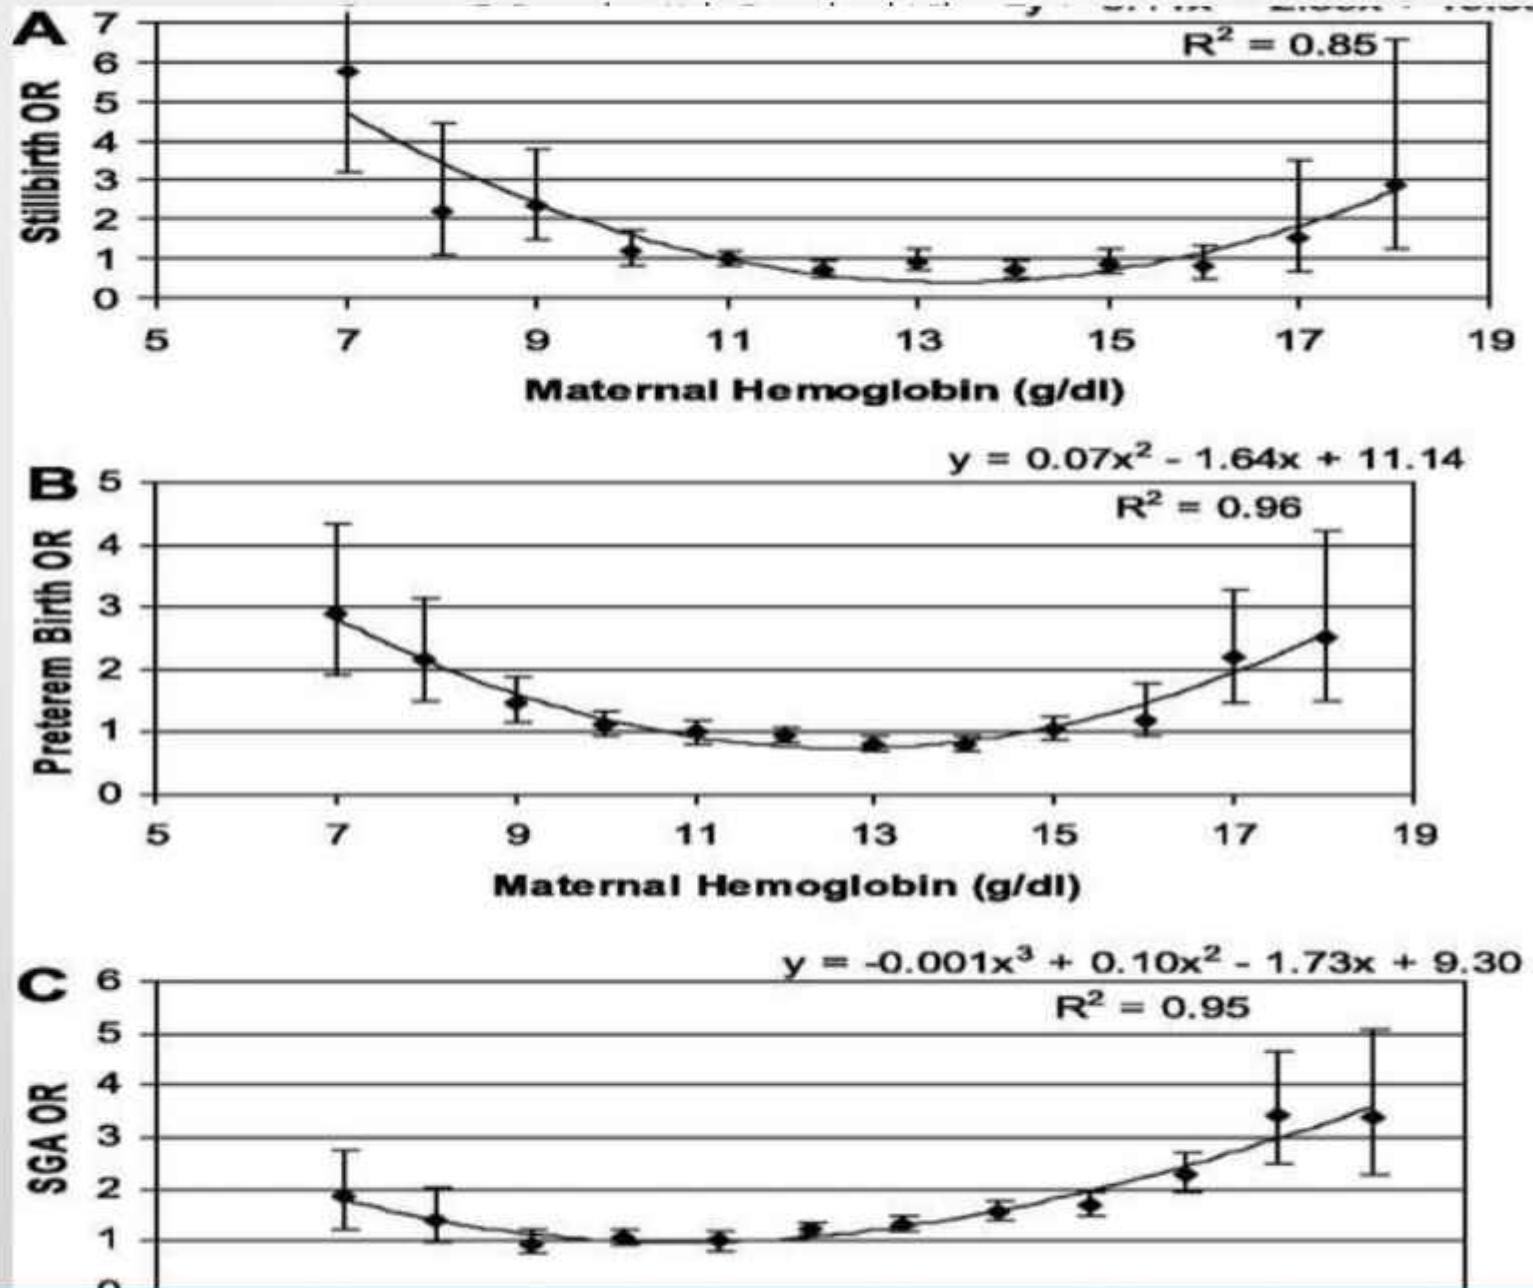 A
R² = 0.85
Stillbirth OR
7
6
5
4
3
2
1
0
5 7 9 11 13 15 17 19
Maternal Hemoglobin (g/dl)
y = 0.07x² - 1.64x + 11.14
B
R² = 0.96
Preterem Birth OR
5
4
3
2
1
0
5 7 9 11 13 15 17 19
Maternal Hemoglobin (g/dl)
y = -0.001x³ + 0.10x² - 1.73x + 9.30
C
R² = 0.95
SGA OR
6
5
4
3
2
1